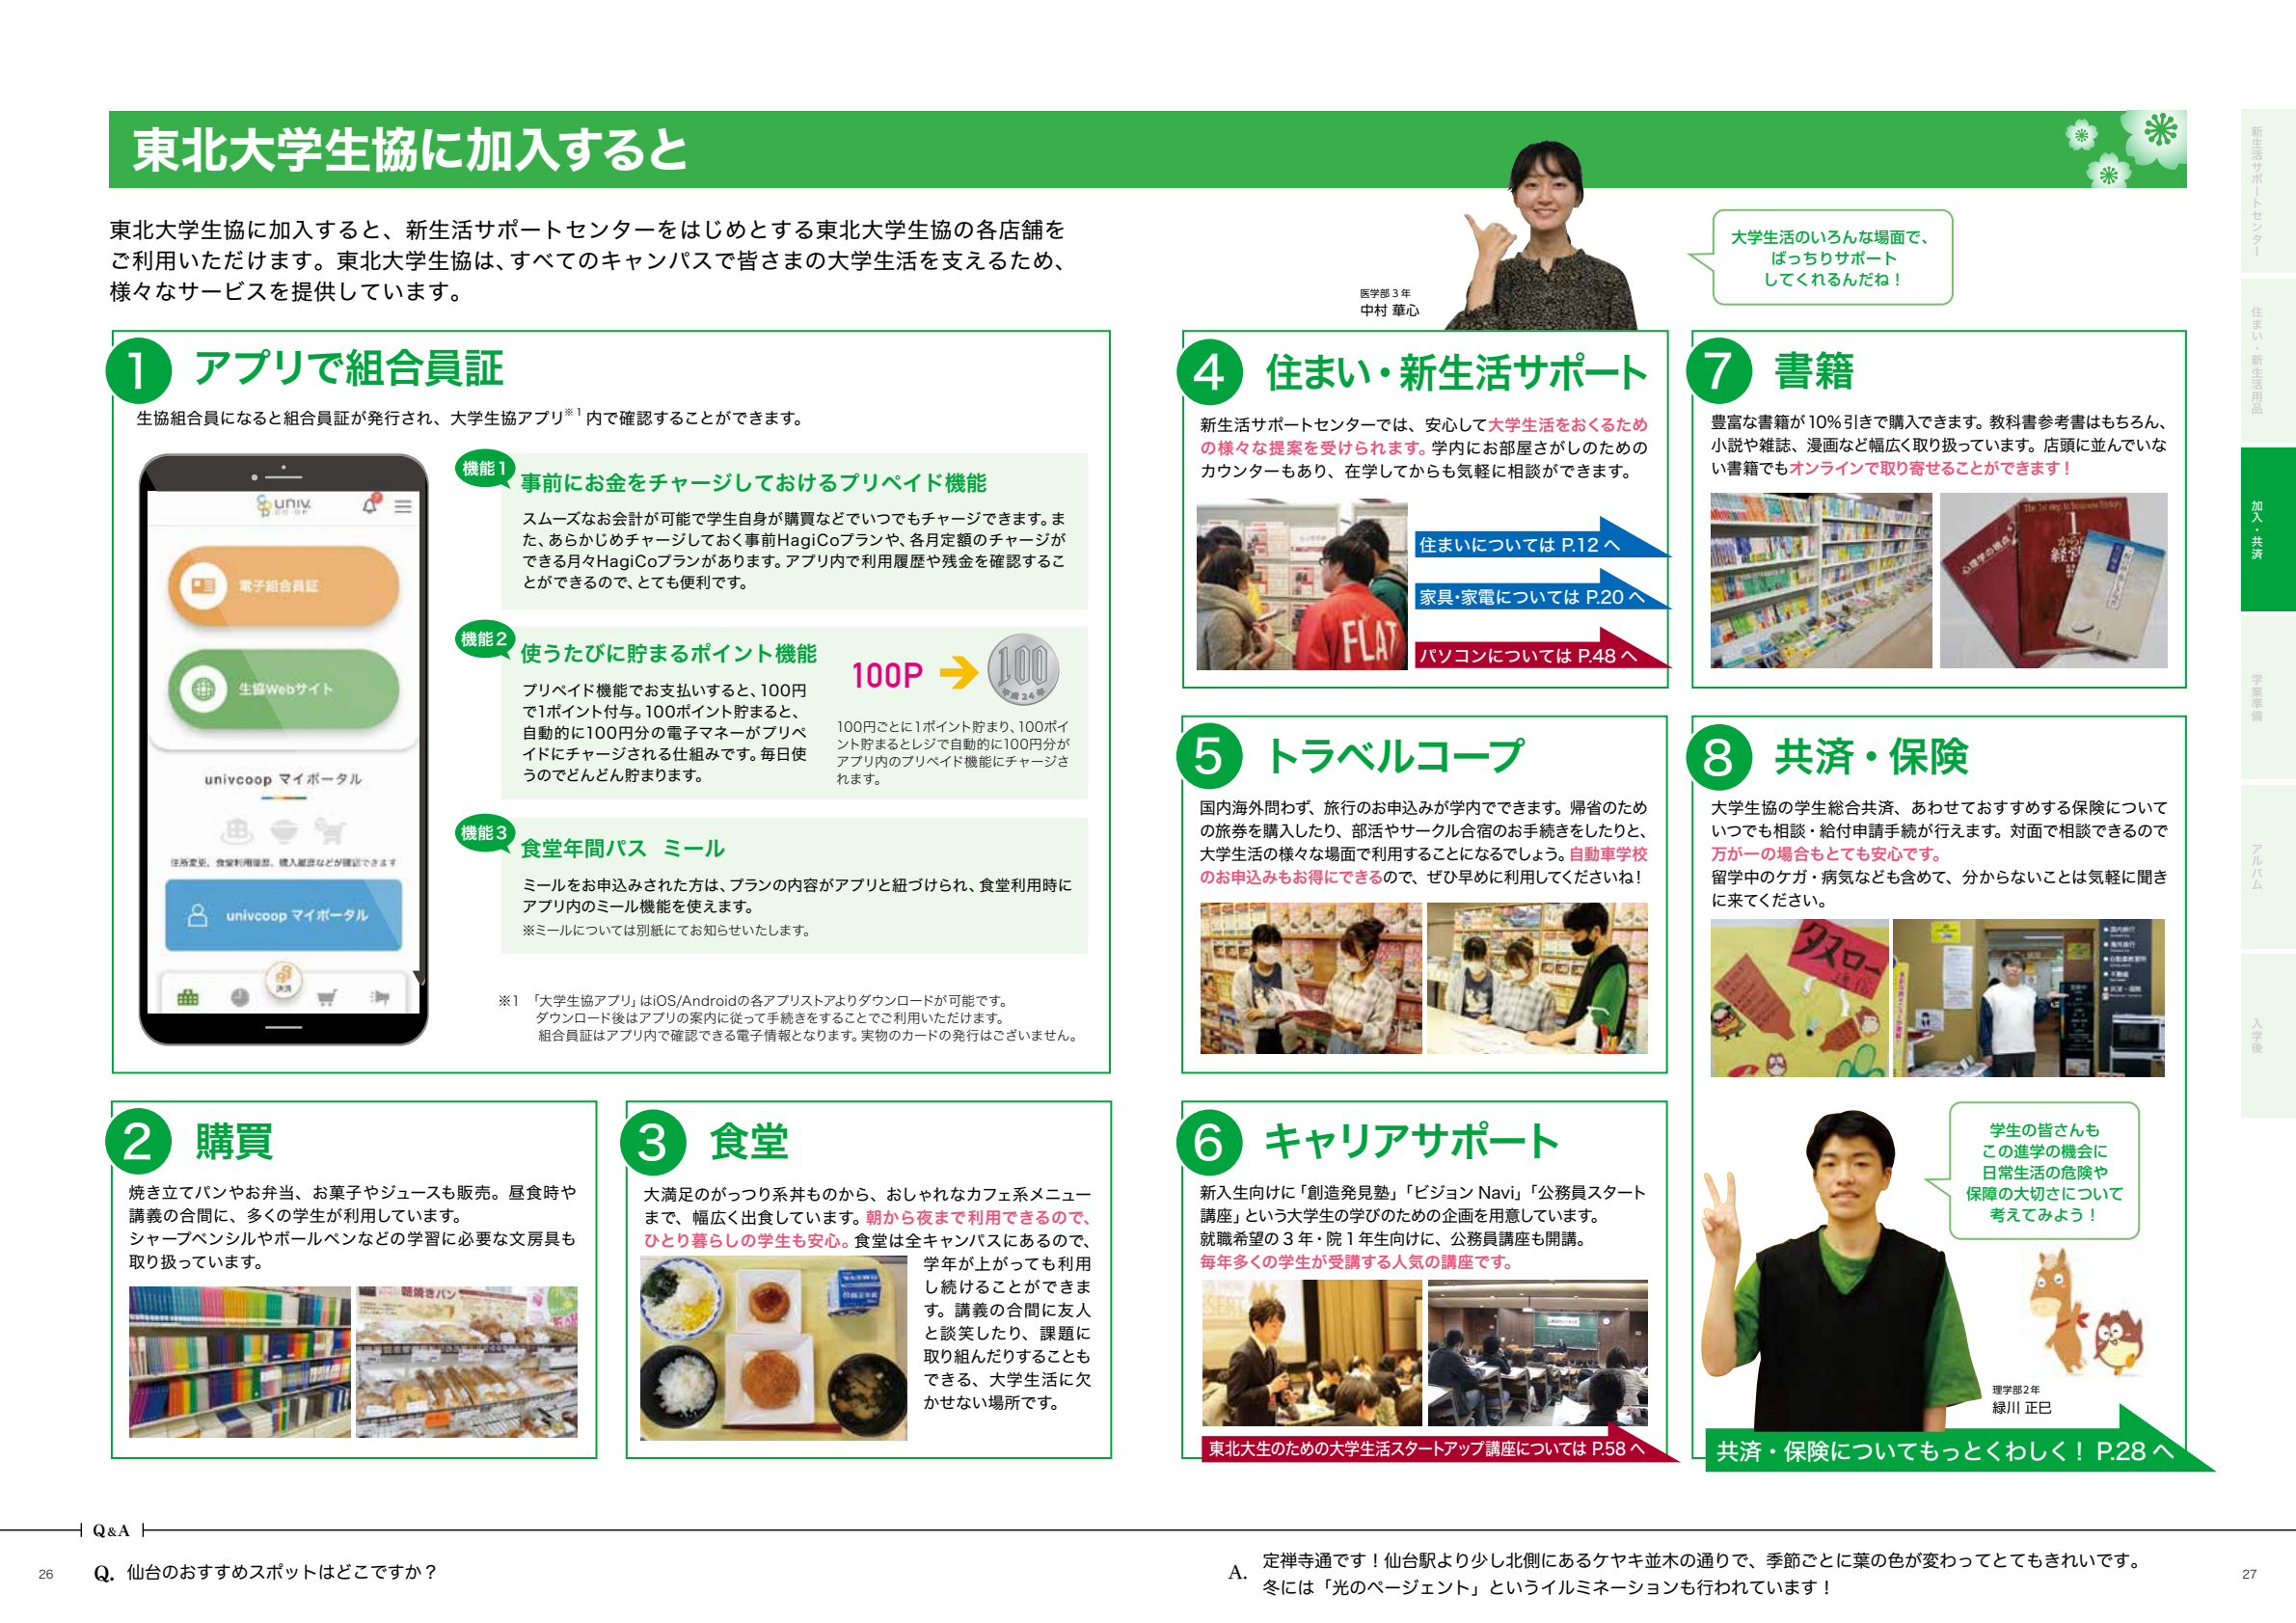 東北大学生協に加入すると
東北大学生協に加入すると、新生活サポートセンターをはじめとする東北大学生協の各店舗を
ご利用いただけます。東北大学生協は、すべてのキャンパスで皆さまの大学生活を支えるため、
様々なサービスを提供しています。
医学部3年
中村 華心
大学生活のいろんな場面で、
ばっちりサポート
してくれるんだね！
1 アプリで組合員証
生協組合員になると組合員証が発行され、大学生協アプリ※1内で確認することができます。
univ.
CO-OP
電子組合員証
生協Webサイト
univcoop マイポータル
住所変更、食堂利用履歴、購入履歴などが確認できます
univcoop マイポータル
決済
機能1
事前にお金をチャージしておけるプリペイド機能
スムーズなお会計が可能で学生自身が購買などでいつでもチャージできます。ま
た、あらかじめチャージしておく事前HagiCoプランや、各月定額のチャージが
できる月々HagiCoプランがあります。アプリ内で利用履歴や残金を確認するこ
とができるので、とても便利です。
機能2
使うたびに貯まるポイント機能
プリペイド機能でお支払いすると、100円
で1ポイント付与。100ポイント貯まると、
自動的に100円分の電子マネーがプリペ
イドにチャージされる仕組みです。毎日使
うのでどんどん貯まります。
100P
100
平成24年
100円ごとに1ポイント貯まり、100ポイ
ント貯まるとレジで自動的に100円分が
アプリ内のプリペイド機能にチャージさ
れます。
機能3
食堂年間パス ミール
ミールをお申込みされた方は、プランの内容がアプリと紐づけられ、食堂利用時に
アプリ内のミール機能を使えます。
※ミールについては別紙にてお知らせいたします。
※1 「大学生協アプリ」はiOS/Androidの各アプリストアよりダウンロードが可能です。
ダウンロード後はアプリの案内に従って手続きをすることでご利用いただけます。
組合員証はアプリ内で確認できる電子情報となります。実物のカードの発行はございません。
2 購買
焼き立てパンやお弁当、お菓子やジュースも販売。昼食時や
講義の合間に、多くの学生が利用しています。
シャープペンシルやボールペンなどの学習に必要な文房具も
取り扱っています。
朝焼きパン
3 食堂
大満足のがっつり系丼ものから、おしゃれなカフェ系メニュー
まで、幅広く出食しています。朝から夜まで利用できるので、
ひとり暮らしの学生も安心。食堂は全キャンパスにあるので、
学年が上がっても利用
し続けることができま
す。講義の合間に友人
と談笑したり、課題に
取り組んだりすることも
できる、大学生活に欠
かせない場所です。
4 住まい・新生活サポート
新生活サポートセンターでは、安心して大学生活をおくるため
の様々な提案を受けられます。学内にお部屋さがしのための
カウンターもあり、在学してからも気軽に相談ができます。
FLAT
住まいについては P.12 へ
家具・家電については P.20 へ
パソコンについては P.48 へ
5 トラベルコープ
国内海外問わず、旅行のお申込みが学内でできます。帰省のため
の旅券を購入したり、部活やサークル合宿のお手続きをしたりと、
大学生活の様々な場面で利用することになるでしょう。自動車学校
のお申込みもお得にできるので、ぜひ早めに利用してくださいね！
6 キャリアサポート
新入生向けに「創造発見塾」「ビジョン Navi」「公務員スタート
講座」という大学生の学びのための企画を用意しています。
就職希望の3年・院1年生向けに、公務員講座も開講。
毎年多くの学生が受講する人気の講座です。
東北大生のための大学生活スタートアップ講座については P.58 へ
7 書籍
豊富な書籍が10%引きで購入できます。教科書参考書はもちろん、
小説や雑誌、漫画など幅広く取り扱っています。店頭に並んでいな
い書籍でもオンラインで取り寄せることができます！
8 共済・保険
大学生協の学生総合共済、あわせておすすめする保険について
いつでも相談・給付申請手続が行えます。対面で相談できるので
万が一の場合もとても安心です。
留学中のケガ・病気なども含めて、分からないことは気軽に聞き
に来てください。
タスロー
学生の皆さんも
この進学の機会に
日常生活の危険や
保障の大切さについて
考えてみよう！
理学部2年
緑川 正巳
共済・保険についてもっとくわしく！ P.28 へ
新生活サポートセンター
住まい・新生活用品
加入・共済
学業準備
アルバム
入学後
Q&A
26
Q. 仙台のおすすめスポットはどこですか？
A. 定禅寺通です！仙台駅より少し北側にあるケヤキ並木の通りで、季節ごとに葉の色が変わってとてもきれいです。
冬には「光のページェント」というイルミネーションも行われています！
27